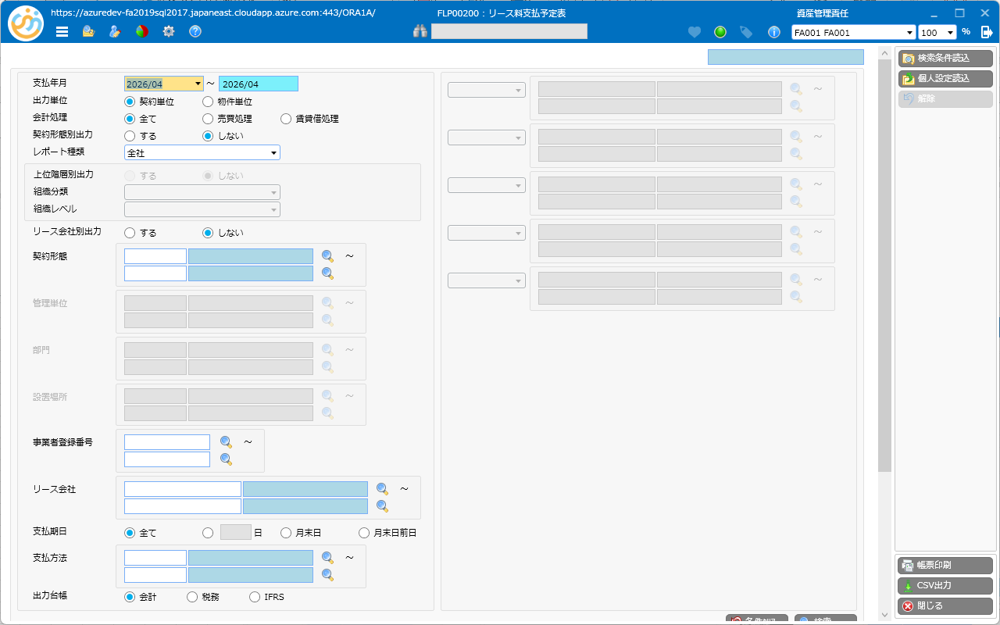 https://azuredev-fa2019sql2017.japaneast.cloudapp.azure.com:443/ORA1A/
FLP00200：リース料支払予定表
資産管理責任
FA001 FA001
100
%
検索条件読込
個人設定読込
解除
支払年月
2026/04
～
2026/04
出力単位
契約単位
物件単位
会計処理
全て
売買処理
賃貸借処理
契約形態別出力
する
しない
レポート種類
全社
上位階層別出力
する
しない
組織分類
組織レベル
リース会社別出力
する
しない
契約形態
～
管理単位
～
部門
～
設置場所
～
事業者登録番号
～
リース会社
～
支払期日
全て
日
月末日
月末日前日
支払方法
～
出力台帳
会計
税務
IFRS
～
～
～
～
～
検索
帳票印刷
CSV出力
閉じる